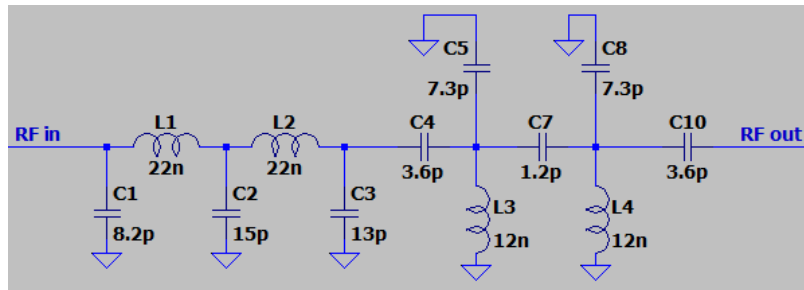 C5
C8
7.3p
7.3p
RF in
L1
L2
C4
C7
C10
RF out
22n
22n
3.6p
1.2p
3.6p
C1
C2
C3
L3
L4
8.2p
15p
13p
12n
12n